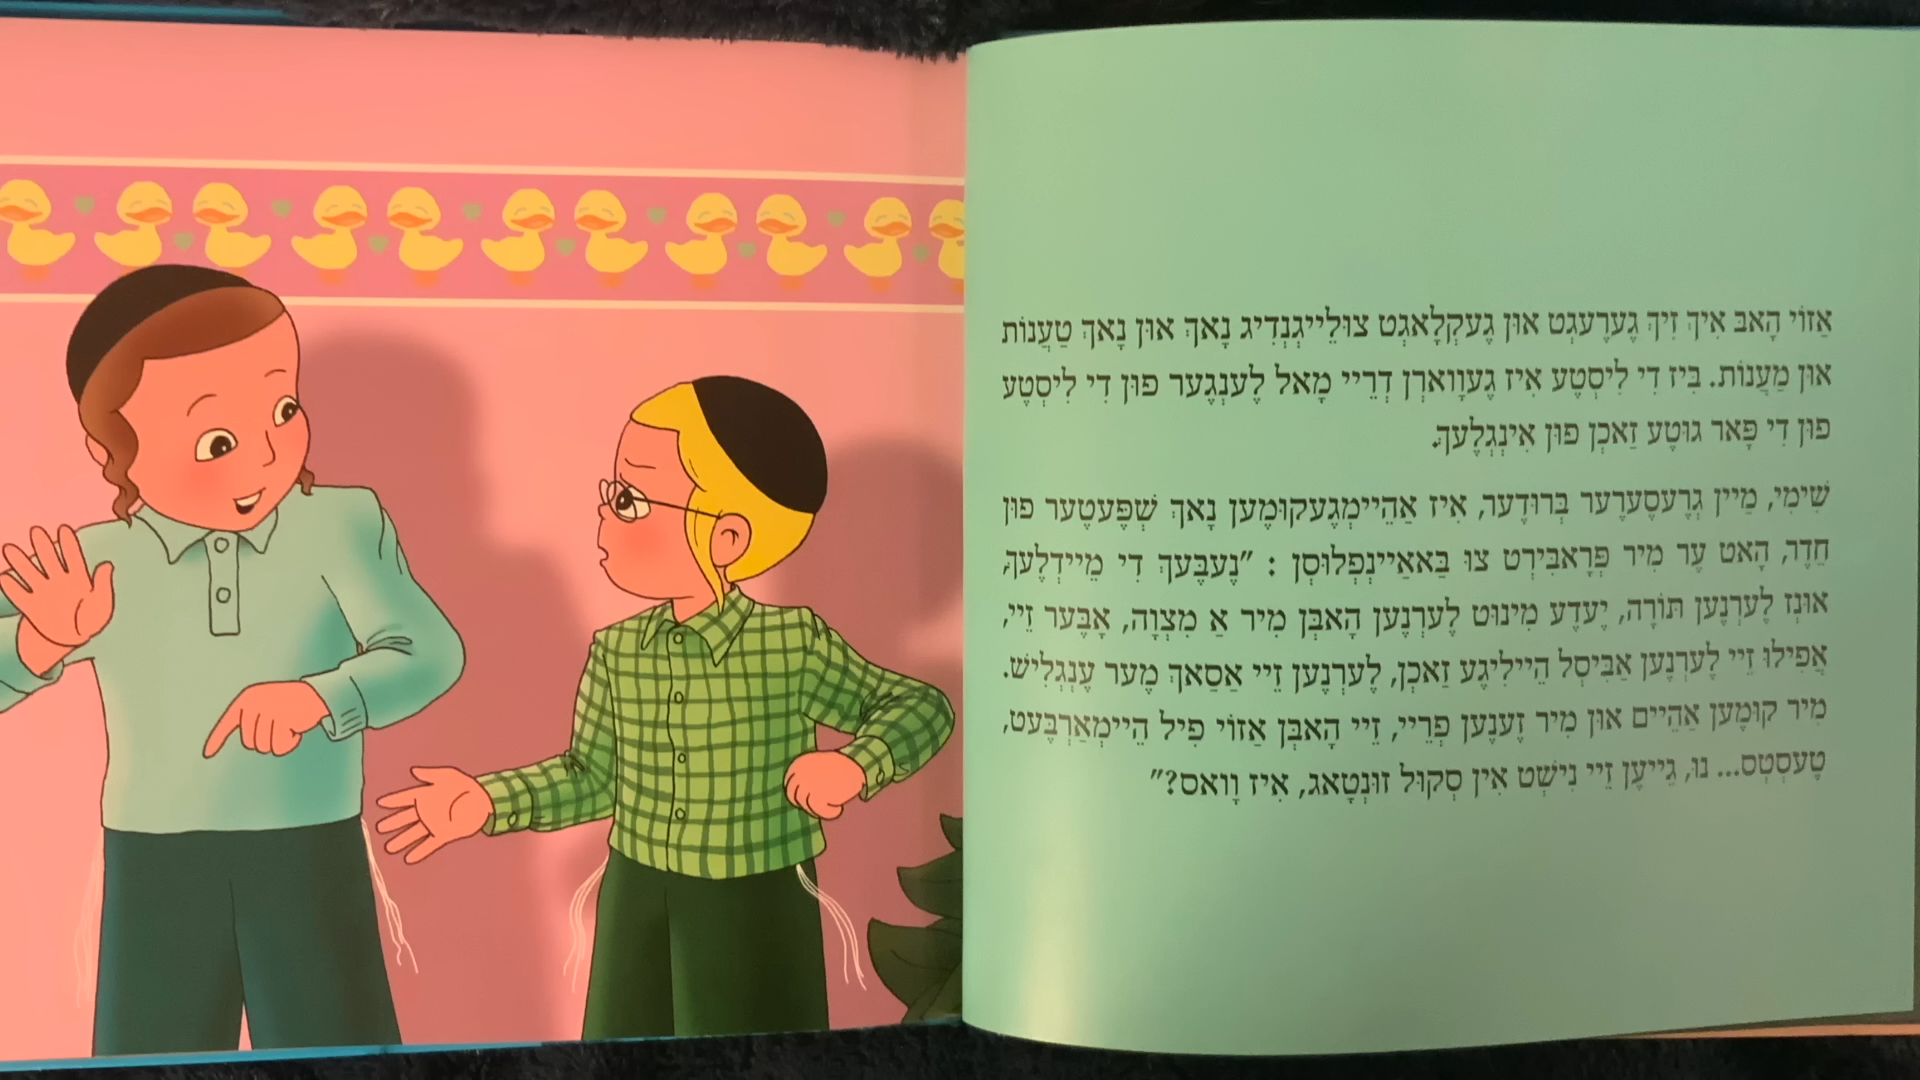 אַזוֹי הָאבּ אִיךְ זִיךְ גֶערֶעגְט אוּן גֶעקְלָאגְט צוּלֵייגְנְדִיג נָאךְ אוּן נָאךְ טַעֲנוֹת
אוּן מַעֲנוֹת. בִּיז דִי לִיסְטֶע אִיז גֶעוָוארְן דְרֵיי מָאל לֶענְגֶער פוּן דִי לִיסְטֶע
פוּן דִי פָּאר גוּטֶע זַאכְן פוּן אִינְגְלֶעךְ.
שִׁימִי, מַיין גְרֶעסֶערֶער בְּרוּדֶער, אִיז אַהֵיימְגֶעקוּמֶען נָאךְ שְׁפֶּעטֶער פוּן
חֵדֶר, הָאט עֶר מִיר פְּרָאבִּירְט צוּ בַּאאַיינְפְלוּסְן : "נֶעבֶּעךְ דִי מֵיידְלֶעךְ,
אוּנְז לֶערְנֶען תּוֹרָה, יֶעדֶע מִינוּט לֶערְנֶען הָאבְּן מִיר אַ מִצְוָה, אָבֶּער זֵיי,
אֲפִילוּ זֵיי לֶערְנֶען אַבִּיסְל הֵיילִיגֶע זַאכְן, לֶערְנֶען זֵיי אַסַאךְ מֶער עֶנְגְלִישׁ.
מִיר קוּמֶען אַהֵיים אוּן מִיר זֶענֶען פְרֵיי, זֵיי הָאבְּן אַזוֹי פִיל הֵיימְאַרְבֶּעט,
טֶעסְטְס... נוּ, גֵייעֶן זֵיי נִישְׁט אִין סְקוּל זוּנְטָאג, אִיז וָואס?"